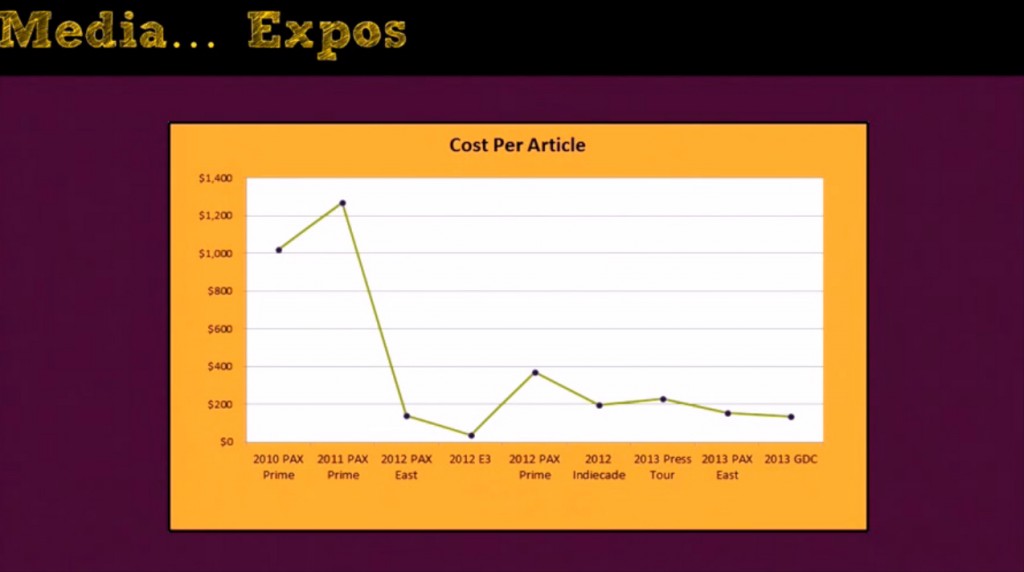 Media... Expos
Cost Per Article
$1,400
$1,200
$1,000
$800
$600
$400
$200
$0
2010 PAX Prime
2011 PAX Prime
2012 PAX East
2012 E3
2012 PAX Prime
2012 Indiecade
2013 Press Tour
2013 PAX East
2013 GDC